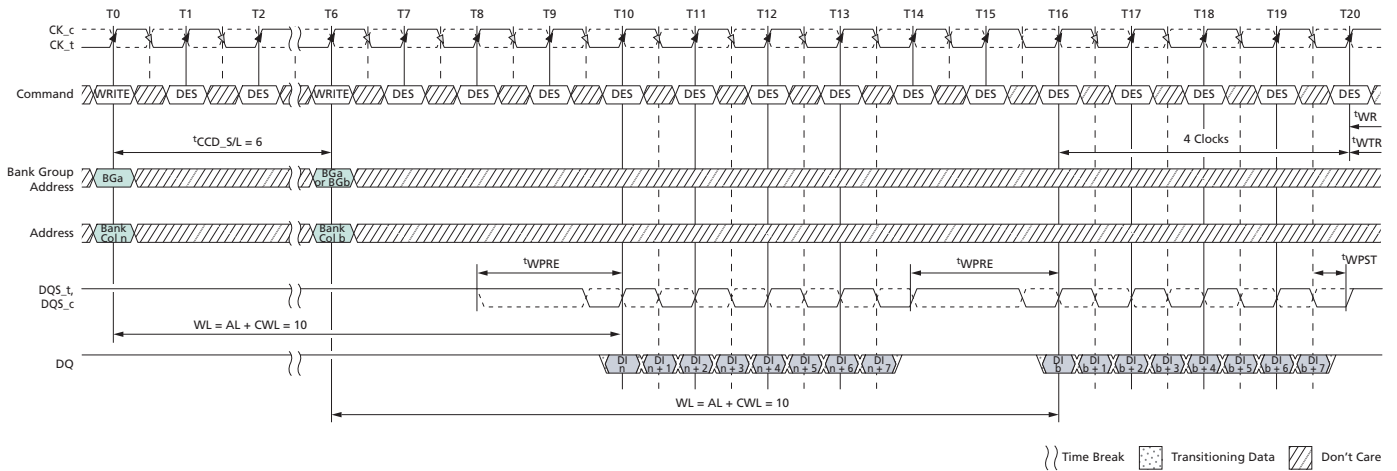 T0 T1 T2 T6 T7 T8 T9 T10 T11 T12 T13 T14 T15 T16 T17 T18 T19 T20
CK_c
CK_t
Command WRITE DES DES WRITE DES DES DES DES DES DES DES DES DES DES DES DES DES DES
tWR
tCCD_S/L = 6
4 Clocks
tWTR
Bank Group
Address
BGa
BGa
or BGb
Address
Bank
Col n
Bank
Col b
tWPRE
tWPRE
tWPST
DQS_t,
DQS_c
WL = AL + CWL = 10
DQ
DI
n
DI
n + 1
DI
n + 2
DI
n + 3
DI
n + 4
DI
n + 5
DI
n + 6
DI
n + 7
DI
b
DI
b + 1
DI
b + 2
DI
b + 3
DI
b + 4
DI
b + 5
DI
b + 6
DI
b + 7
WL = AL + CWL = 10
Time Break Transitioning Data Don't Care